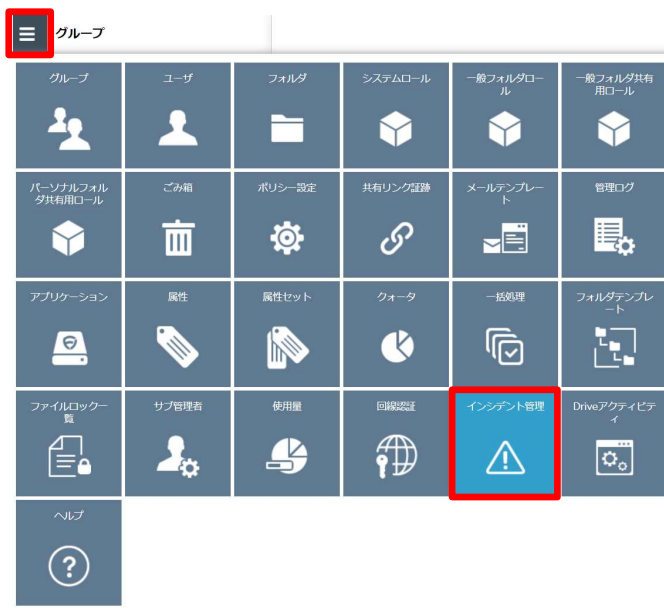 グループ
グループ
ユーザ
フォルダ
システムロール
一般フォルダロー
ル
一般フォルダ共有
用ロール
パーソナルフォル
ダ共有用ロール
ごみ箱
ポリシー設定
共有リンク証跡
メールテンプレー
ト
管理ログ
アプリケーション
属性
属性セット
クォータ
一括処理
フォルダテンプレ
ート
ファイルロック一
覧
サブ管理者
使用量
回線認証
インシデント管理
Driveアクティビテ
ィ
ヘルプ
?